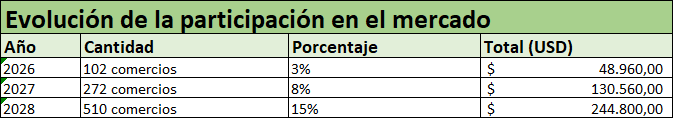 Evolución de la participación en el mercado
Año Cantidad Porcentaje Total (USD)
2026 102 comercios 3% $ 48.960,00
2027 272 comercios 8% $ 130.560,00
2028 510 comercios 15% $ 244.800,00